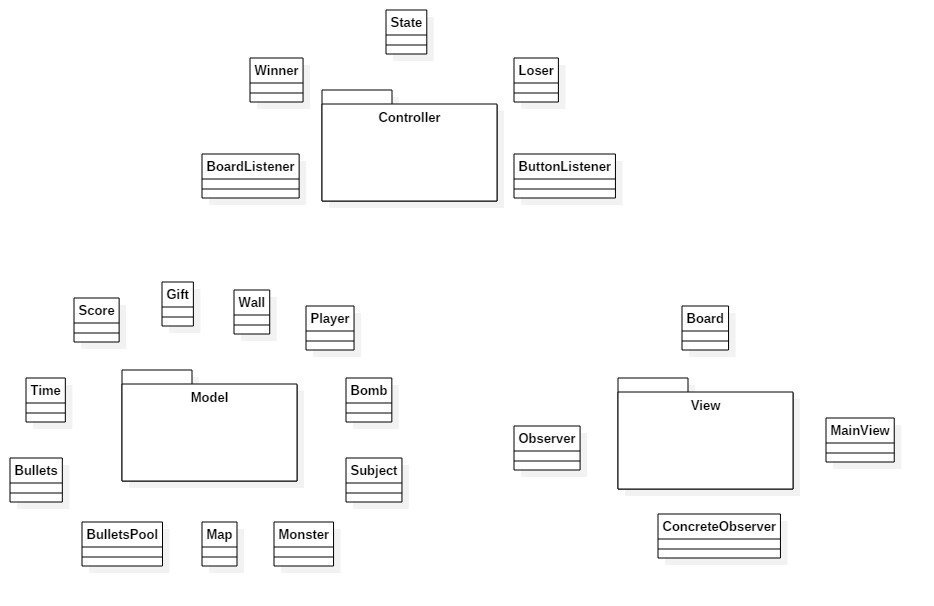 State
Winner
Loser
Controller
BoardListener
ButtonListener
Gift
Wall
Score
Player
Board
Time
Bomb
Model
View
Observer
MainView
Bullets
Subject
BulletsPool
Map
Monster
ConcreteObserver